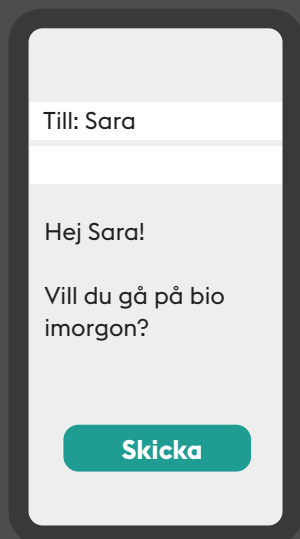 Till: Sara
Hej Sara!
Vill du gå på bio
imorgon?
Skicka